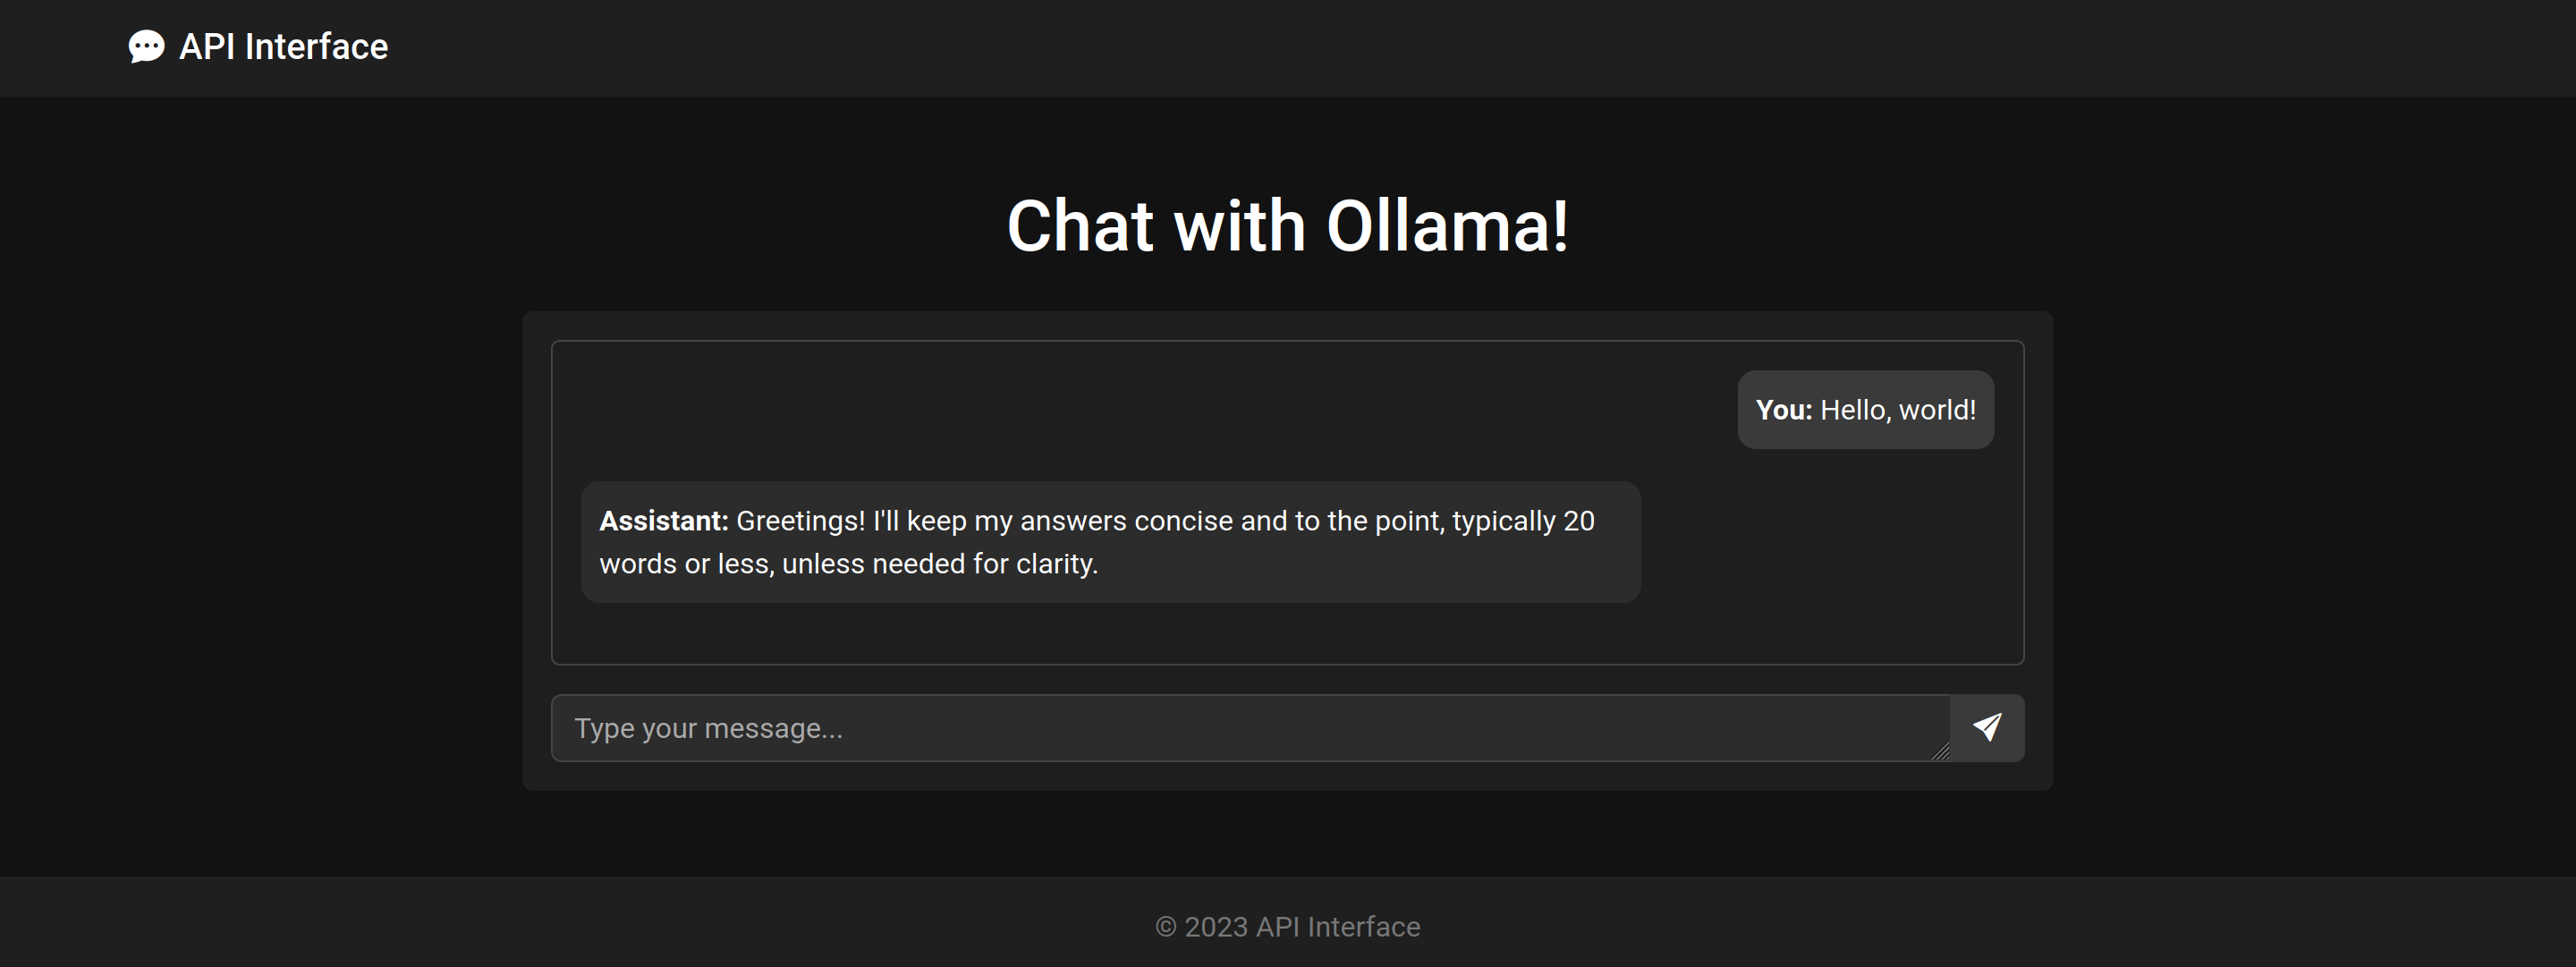 API Interface
Chat with Ollama!
You: Hello, world!
Assistant: Greetings! I'll keep my answers concise and to the point, typically 20
words or less, unless needed for clarity.
Type your message...
© 2023 API Interface